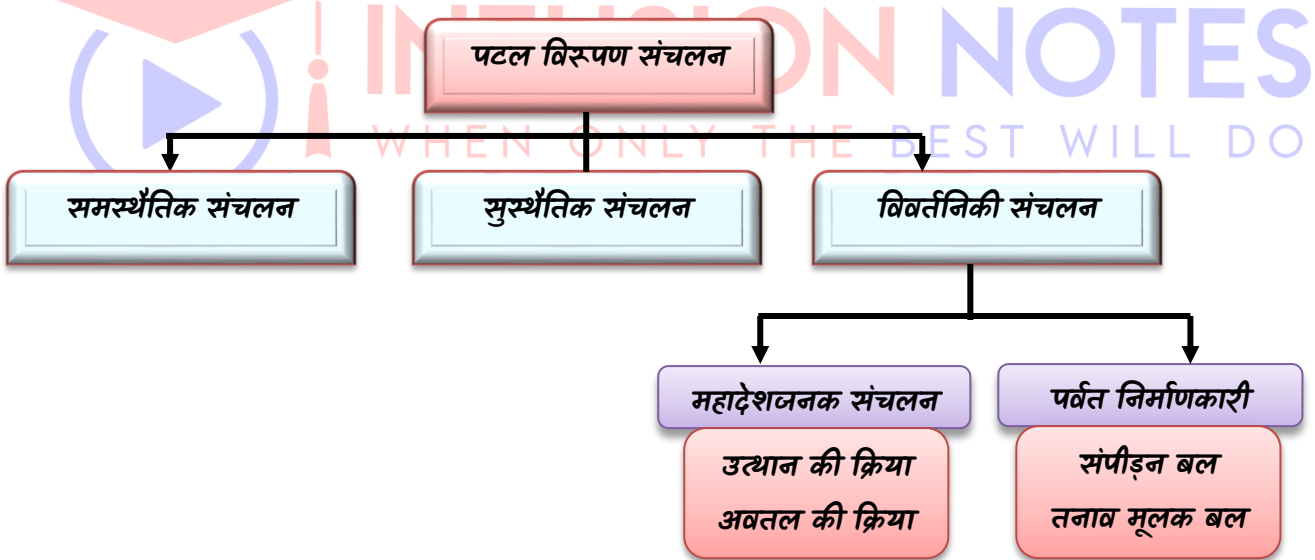 INFUSION NOTES
WHEN ONLY THE BEST WILL DO
पटल विरूपण संचलन
समस्थैतिक संचलन
सुस्थैतिक संचलन
विवर्तनिकी संचलन
महादेशजनक संचलन
पर्वत निर्माणकारी
उत्थान की क्रिया
अवतल की क्रिया
संपीड़न बल
तनाव मूलक बल